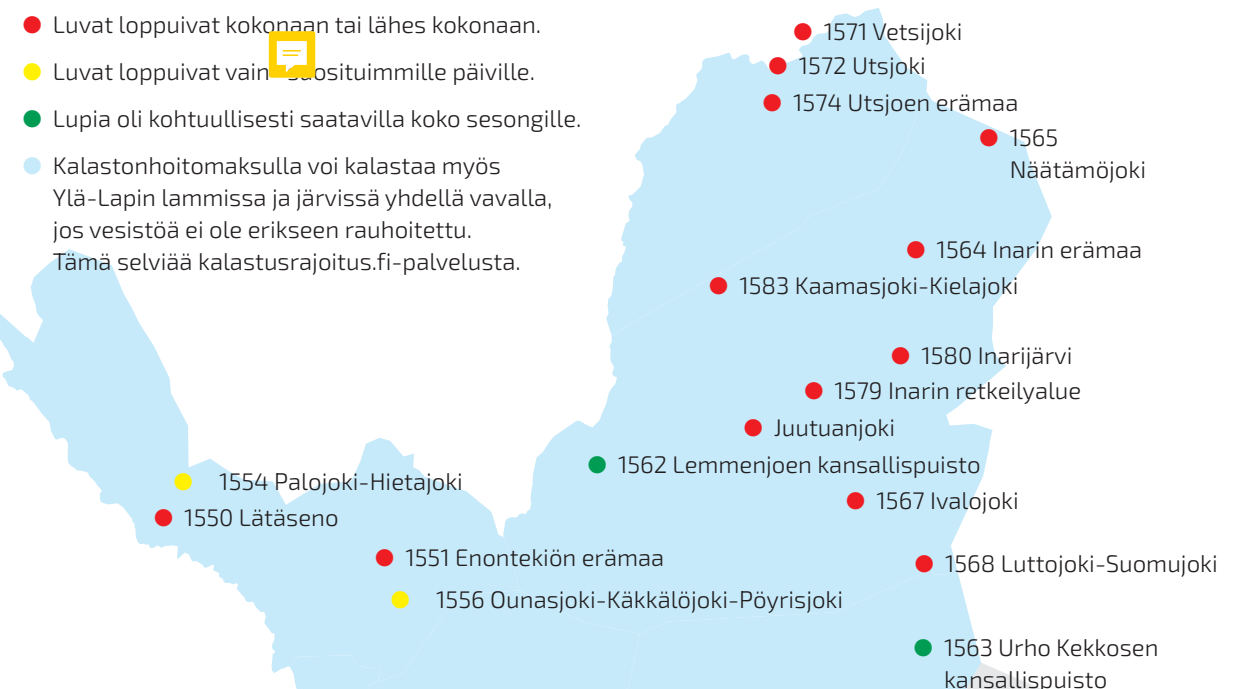 Luvat loppuivat kokonaan tai lähes kokonaan.
Luvat loppuivat vain suosituimmille päiville.
Lupia oli kohtuullisesti saatavilla koko sesongille.
Kalastonhoitomaksulla voi kalastaa myös
Ylä-Lapin lammissa ja järvissä yhdellä vavalla,
jos vesistöä ei ole erikseen rauhoitettu.
Tämä selviää kalastusrajoitus.fi-palvelusta.
1571 Vetsijoki
1572 Utsjoki
1574 Utsjoen erämaa
1565
Näätämöjoki
1564 Inarin erämaa
1583 Kaamasjoki-Kielajoki
1580 Inarijärvi
1579 Inarin retkeilyalue
Juutuanjoki
1562 Lemmenjoen kansallispuisto
1554 Palojoki-Hietajoki
1567 Ivalojoki
1550 Lätäseno
1551 Enontekiön erämaa
1568 Luttojoki-Suomujoki
1556 Ounasjoki-Käkkälöjoki-Pöyrisjoki
1563 Urho Kekkosen
kansallispuisto